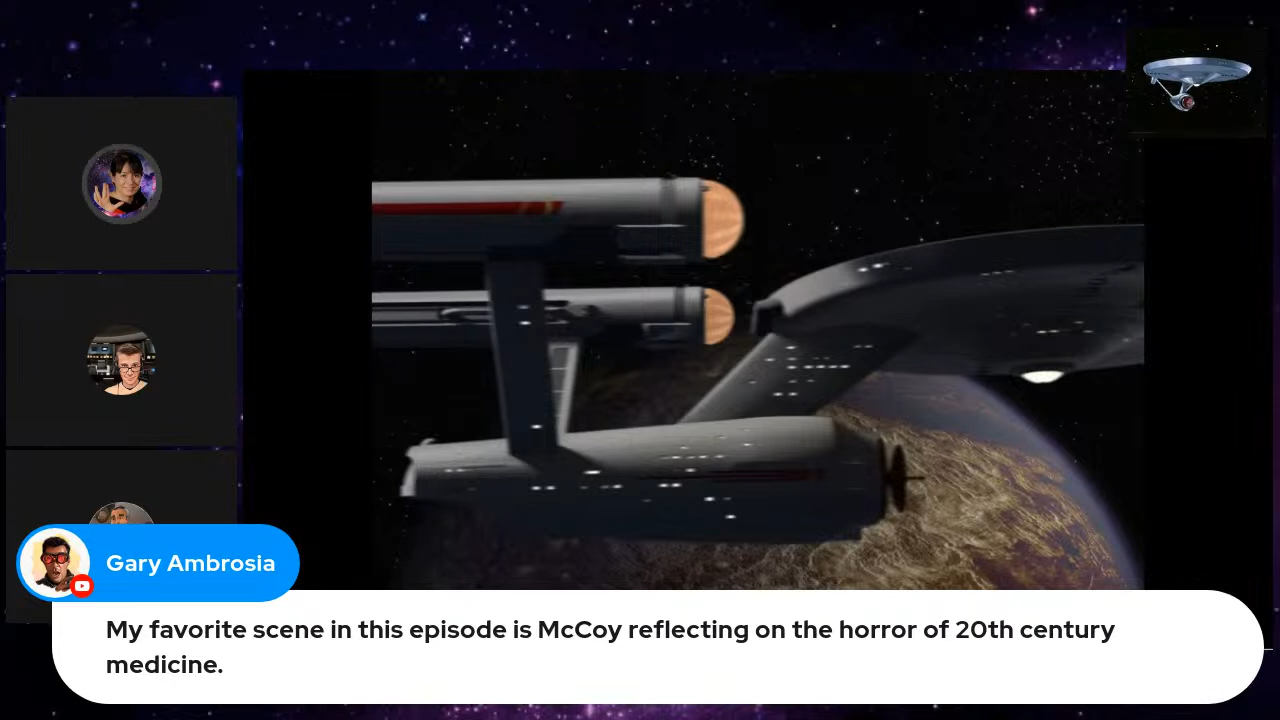 Gary Ambrosia
My favorite scene in this episode is McCoy reflecting on the horror of 20th century
medicine.